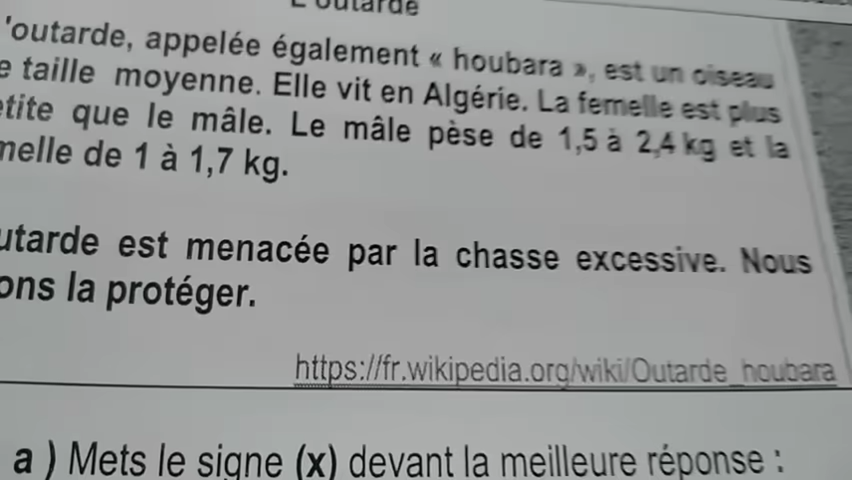 L'outarde
'outarde, appelée également « houbara », est un oiseau
e taille moyenne. Elle vit en Algérie. La femelle est plus
etite que le mâle. Le mâle pèse de 1,5 à 2,4 kg et la
melle de 1 à 1,7 kg.
utarde est menacée par la chasse excessive. Nous
ons la protéger.
https://fr.wikipedia.org/wiki/Outarde_houbara
a ) Mets le signe (x) devant la meilleure réponse :